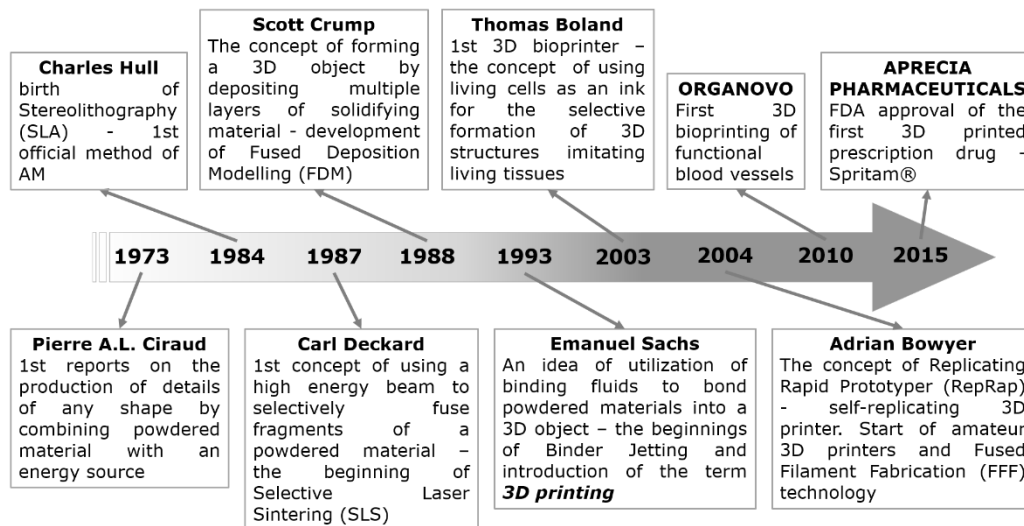 Charles Hull
birth of
Stereolithography
(SLA) - 1st
official method of
AM
Scott Crump
The concept of forming
a 3D object by
depositing multiple
layers of solidifying
material - development
of Fused Deposition
Modelling (FDM)
Thomas Boland
1st 3D bioprinter –
the concept of using
living cells as an ink
for the selective
formation of 3D
structures imitating
living tissues
ORGANOVO
First 3D
bioprinting of
functional
blood vessels
APRECIA
PHARMACEUTICALS
FDA approval of the
first 3D printed
prescription drug -
Spritam®
1973 1984 1987 1988 1993 2003 2004 2010 2015
Pierre A.L. Ciraud
1st reports on the
production of details
of any shape by
combining powdered
material with an
energy source
Carl Deckard
1st concept of using a
high energy beam to
selectively fuse
fragments of a
powdered material –
the beginning of
Selective Laser
Sintering (SLS)
Emanuel Sachs
An idea of utilization of
binding fluids to bond
powdered materials into a
3D object – the beginnings
of Binder Jetting and
introduction of the term
3D printing
Adrian Bowyer
The concept of Replicating
Rapid Prototyper (RepRap)
- self-replicating 3D
printer. Start of amateur
3D printers and Fused
Filament Fabrication (FFF)
technology